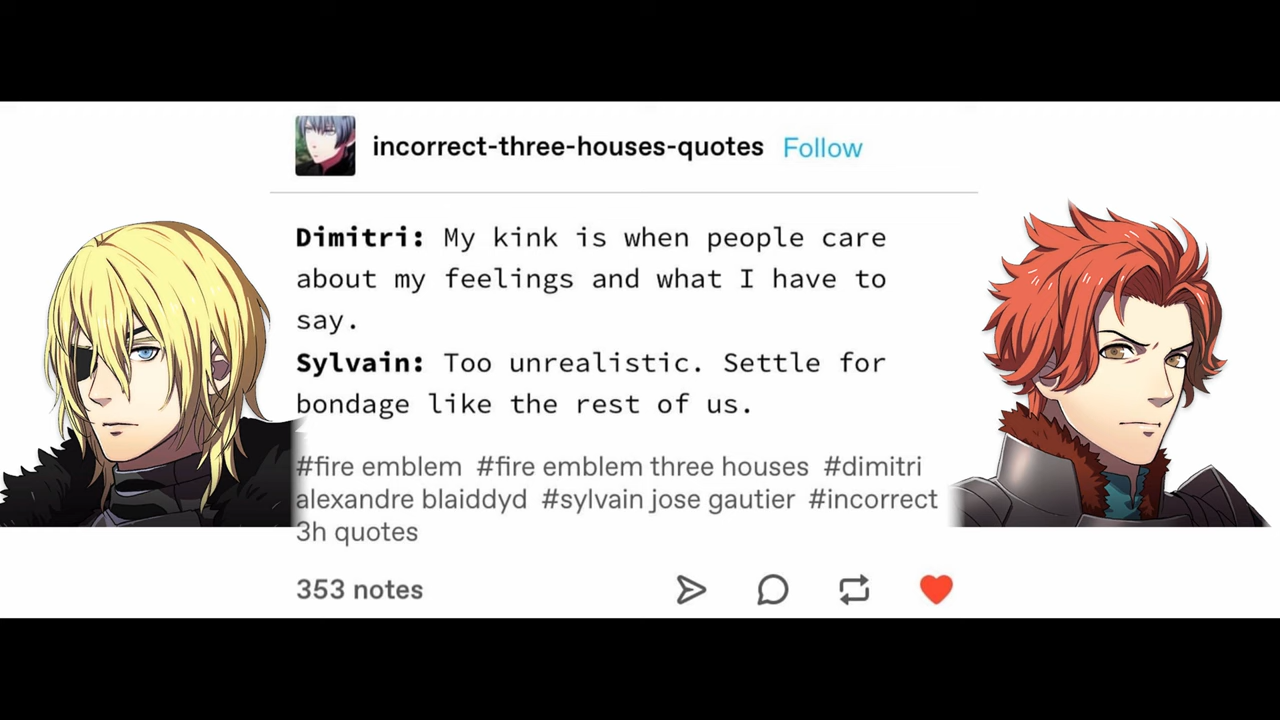 incorrect-three-houses-quotes Follow
Dimitri: My kink is when people care
about my feelings and what I have to
say.
Sylvain: Too unrealistic. Settle for
bondage like the rest of us.
#fire emblem #fire emblem three houses #dimitri
alexandre blaiddyd #sylvain jose gautier #incorrect
3h quotes
353 notes